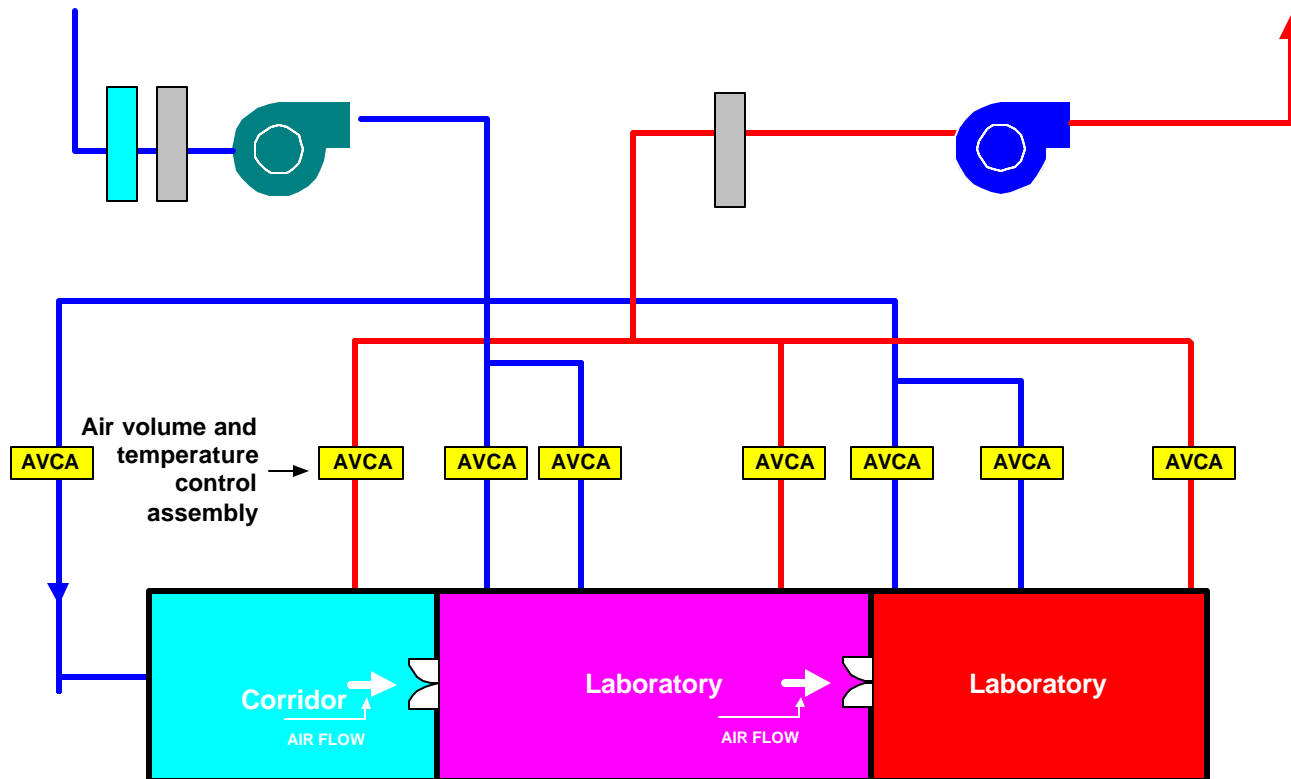 Air volume and
temperature
control
assembly
AVCA
AVCA
AVCA
AVCA
AVCA
AVCA
AVCA
AVCA
Corridor
AIR FLOW
Laboratory
AIR FLOW
Laboratory